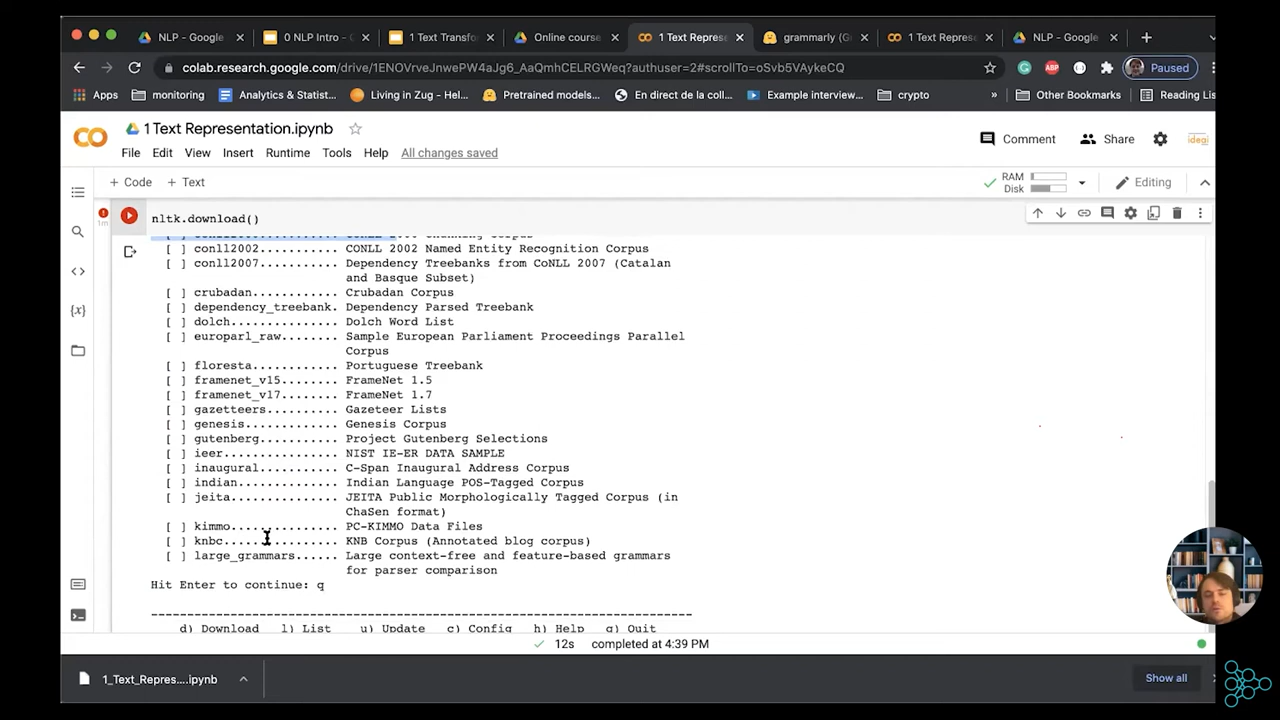 NLP - Google
0 NLP Intro - G
1 Text Transfo
Online course
1 Text Represe
grammarly (G
1 Text Repres
NLP - Google
colab.research.google.com/drive/1ENOVrveJnwePW4aJg6_AaQmhCELRGWeq?authuser=2#scrollTo=oSvb5VAykeCQ
ABP
Paused
Apps
monitoring
Analytics & Statist...
Living in Zug - Hel...
Pretrained models...
En direct de la coll...
Example interview...
crypto
»
Other Bookmarks
Reading Lis
1 Text Representation.ipynb
Comment
Share
idegi
File Edit View Insert Runtime Tools Help All changes saved
+ Code + Text
RAM
Disk
Editing
nltk.download()
1m
[ ] conll2002........... CONLL 2002 Named Entity Recognition Corpus
[ ] conll2007........... Dependency Treebanks from CoNLL 2007 (Catalan
and Basque Subset)
[ ] crubadan............ Crubadan Corpus
[ ] dependency_treebank. Dependency Parsed Treebank
[ ] dolch............... Dolch Word List
[ ] europarl_raw........ Sample European Parliament Proceedings Parallel
Corpus
[ ] floresta............ Portuguese Treebank
[ ] framenet_v15........ FrameNet 1.5
[ ] framenet_v17........ FrameNet 1.7
[ ] gazetteers.......... Gazeteer Lists
[ ] genesis............. Genesis Corpus
[ ] gutenberg........... Project Gutenberg Selections
[ ] ieer................ NIST IE-ER DATA SAMPLE
[ ] inaugural........... C-Span Inaugural Address Corpus
[ ] indian.............. Indian Language POS-Tagged Corpus
[ ] jeita............... JEITA Public Morphologically Tagged Corpus (in
ChaSen format)
[ ] kimmo............... PC-KIMMO Data Files
[ ] knbc................ KNB Corpus (Annotated blog corpus)
[ ] large_grammars...... Large context-free and feature-based grammars
for parser comparison
Hit Enter to continue: q
---------------------------------------------------------------------------
d) Download l) List u) Update c) Config h) Help q) Quit
12s completed at 4:39 PM
1_Text_Repres....ipynb
Show all